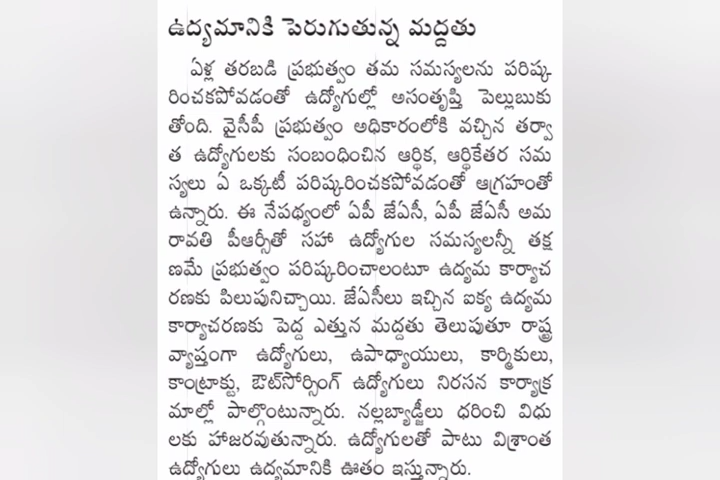 ఉద్యమానికి పెరుగుతున్న మద్దతు
ఏళ్ల తరబడి ప్రభుత్వం తమ సమస్యలను పరిష్క
రించకపోవడంతో ఉద్యోగుల్లో అసంతృప్తి పెల్లుబుకు
తోంది. వైసీపీ ప్రభుత్వం అధికారంలోకి వచ్చిన తర్వా
త ఉద్యోగులకు సంబంధించిన ఆర్థిక, ఆర్థికేతర సమ
స్యలు ఏ ఒక్కటీ పరిష్కరించకపోవడంతో ఆగ్రహంతో
ఉన్నారు. ఈ నేపథ్యంలో ఏపీ జేఏసీ, ఏపీ జేఏసీ అమ
రావతి పీఆర్సీతో సహా ఉద్యోగుల సమస్యలన్నీ తక్ష
ణమే ప్రభుత్వం పరిష్కరించాలంటూ ఉద్యమ కార్యాచ
రణకు పిలుపునిచ్చాయి. జేఏసీలు ఇచ్చిన ఐక్య ఉద్యమ
కార్యాచరణకు పెద్ద ఎత్తున మద్దతు తెలుపుతూ రాష్ట్ర
వ్యాప్తంగా ఉద్యోగులు, ఉపాధ్యాయులు, కార్మికులు,
కాంట్రాక్టు, ఔట్‌సోర్సింగ్ ఉద్యోగులు నిరసన కార్యాక్ర
మాల్లో పాల్గొంటున్నారు. నల్లబ్యాడ్జీలు ధరించి విధు
లకు హాజరవుతున్నారు. ఉద్యోగులతో పాటు విశ్రాంత
ఉద్యోగులు ఉద్యమానికి ఊతం ఇస్తున్నారు.